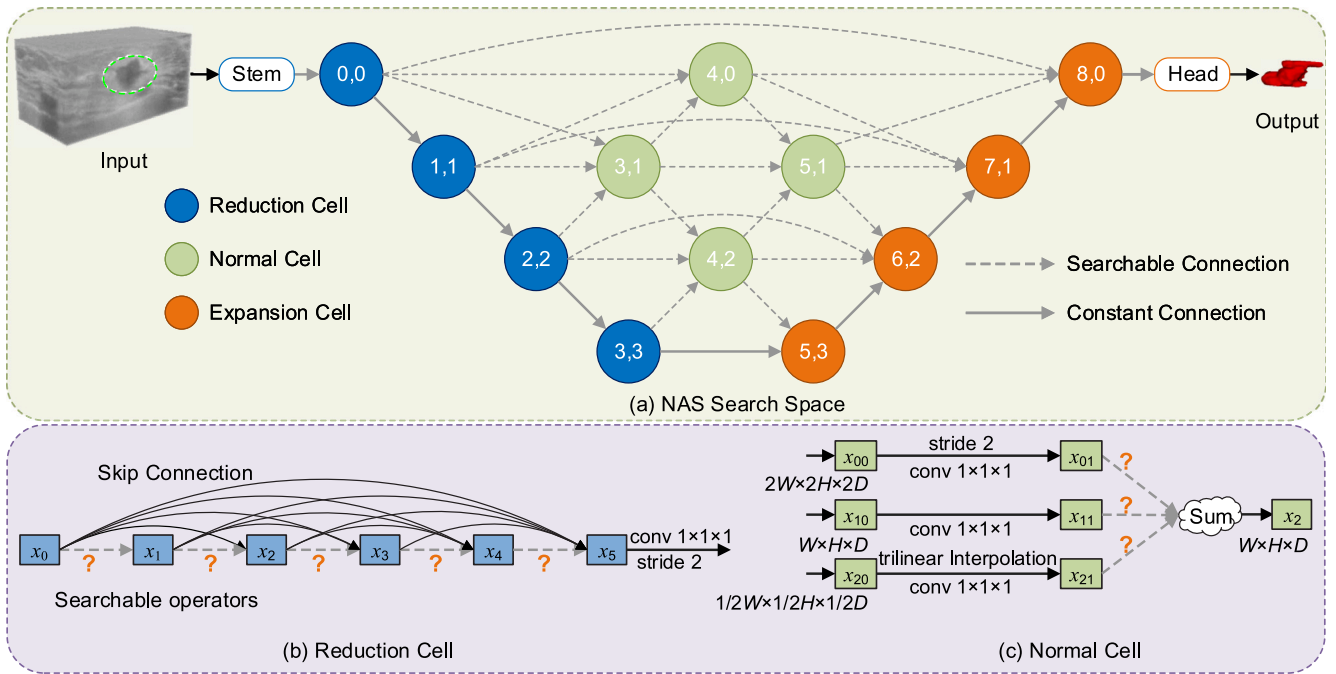 Stem
0,0
4,0
8,0
Head
Input
Output
1,1
3,1
5,1
7,1
Reduction Cell
Normal Cell
Expansion Cell
2,2
4,2
6,2
Searchable Connection
Constant Connection
3,3
5,3
(a) NAS Search Space
Skip Connection
x0 ? x1 ? x2 ? x3 ? x4 ? x5
conv 1×1×1
stride 2
Searchable operators
(b) Reduction Cell
x00
stride 2
conv 1×1×1
x01
?
2W×2H×2D
x10
conv 1×1×1
x11
?
W×H×D
Sum
x2
W×H×D
x20
trilinear Interpolation
conv 1×1×1
x21
?
1/2W×1/2H×1/2D
(c) Normal Cell